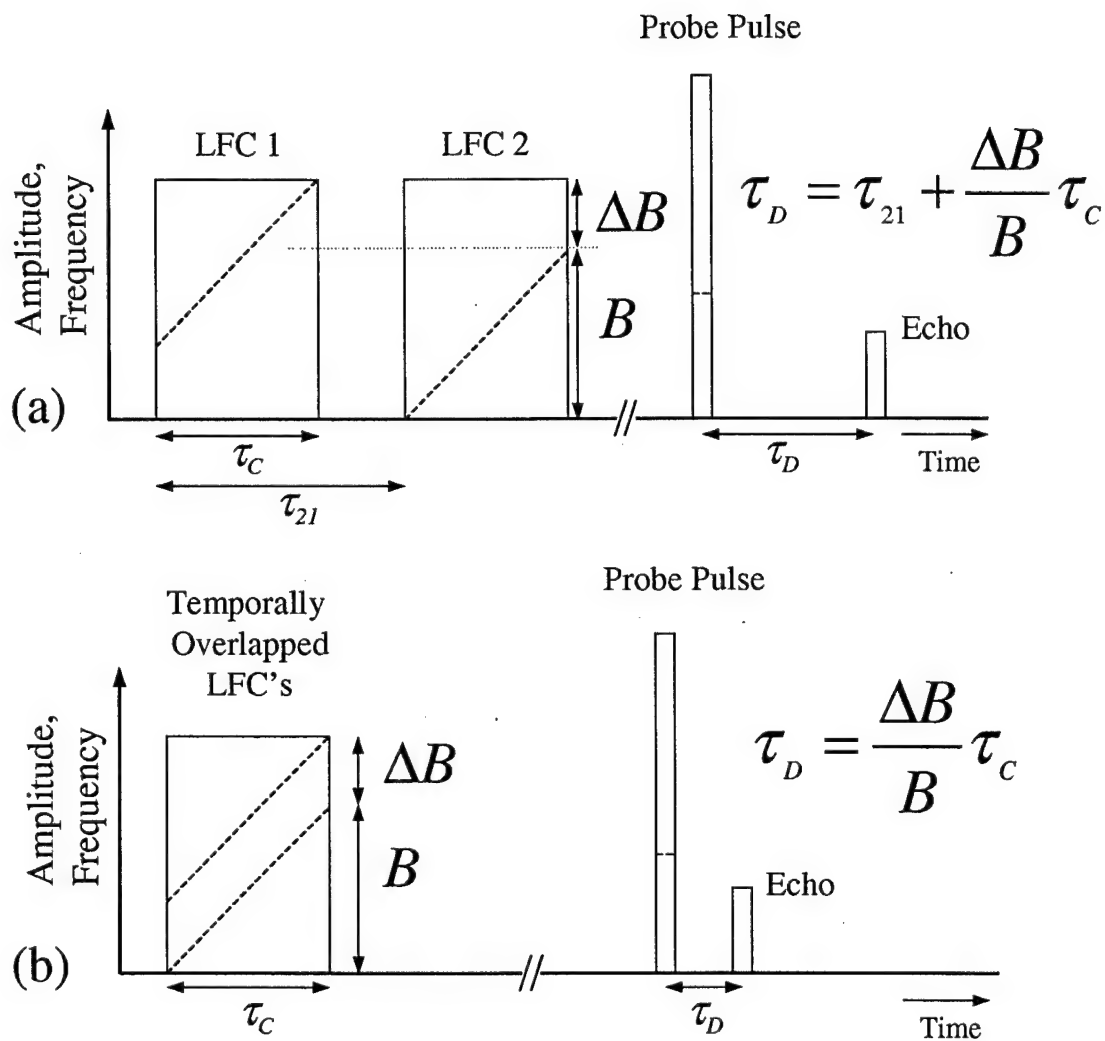 Probe Pulse
LFC 1
LFC 2
Amplitude,
Frequency
ΔB
B
τ_D = τ_21 + ΔB/B τ_C
Echo
(a)
τ_C
τ_21
τ_D
Time
Probe Pulse
Temporally
Overlapped
LFC's
Amplitude,
Frequency
ΔB
B
τ_D = ΔB/B τ_C
Echo
(b)
τ_C
τ_D
Time